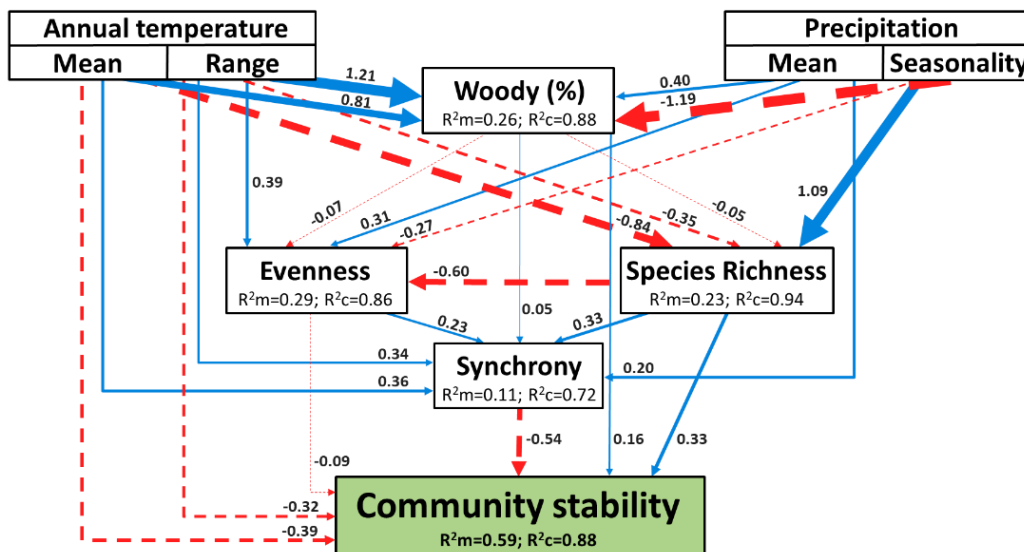 Annual temperature
Mean
Range
Precipitation
Mean
Seasonality
1.21
0.81
Woody (%)
R²m=0.26; R²c=0.88
0.40
-1.19
0.39
-0.07
0.31
-0.27
-0.84
-0.35
-0.05
1.09
Evenness
R²m=0.29; R²c=0.86
-0.60
Species Richness
R²m=0.23; R²c=0.94
0.23
0.05
0.33
0.34
0.36
Synchrony
R²m=0.11; R²c=0.72
0.20
-0.54
0.16
0.33
-0.09
-0.32
-0.39
Community stability
R²m=0.59; R²c=0.88